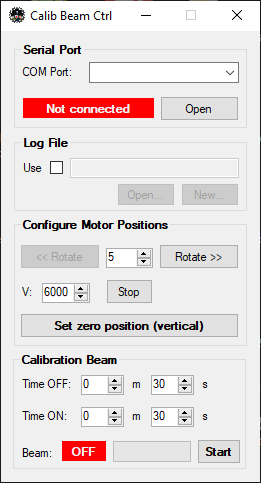 Calib Beam Ctrl
Serial Port
COM Port:
Not connected Open
Log File
Use
Open... New...
Configure Motor Positions
<< Rotate 5 Rotate >>
V: 6000 Stop
Set zero position (vertical)
Calibration Beam
Time OFF: 0 m 30 s
Time ON: 0 m 30 s
Beam: OFF Start